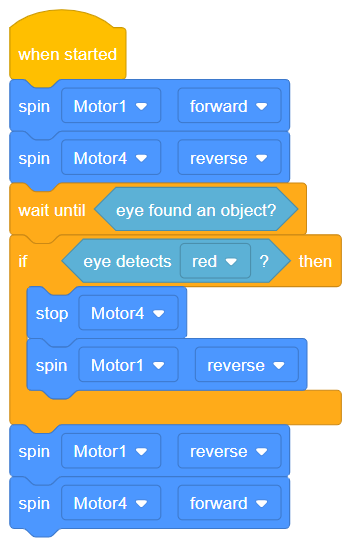 when started
spin Motor1 forward
spin Motor4 reverse
wait until eye found an object?
if eye detects red ? then
stop Motor4
spin Motor1 reverse
spin Motor1 reverse
spin Motor4 forward